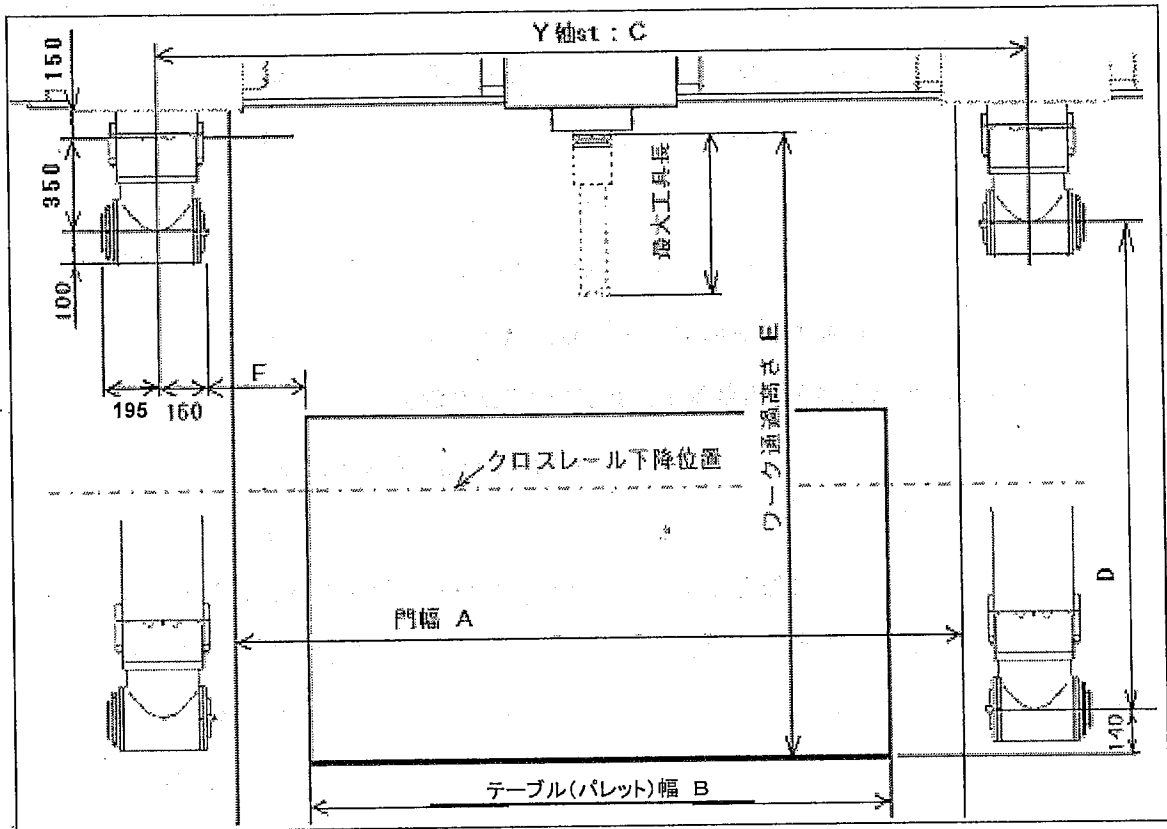 Y軸st：C
150
350
100
最大工具長
ワーク通過高さ E
F
195
160
クロスレール下降位置
D
門幅 A
140
テーブル(パレット)幅 B